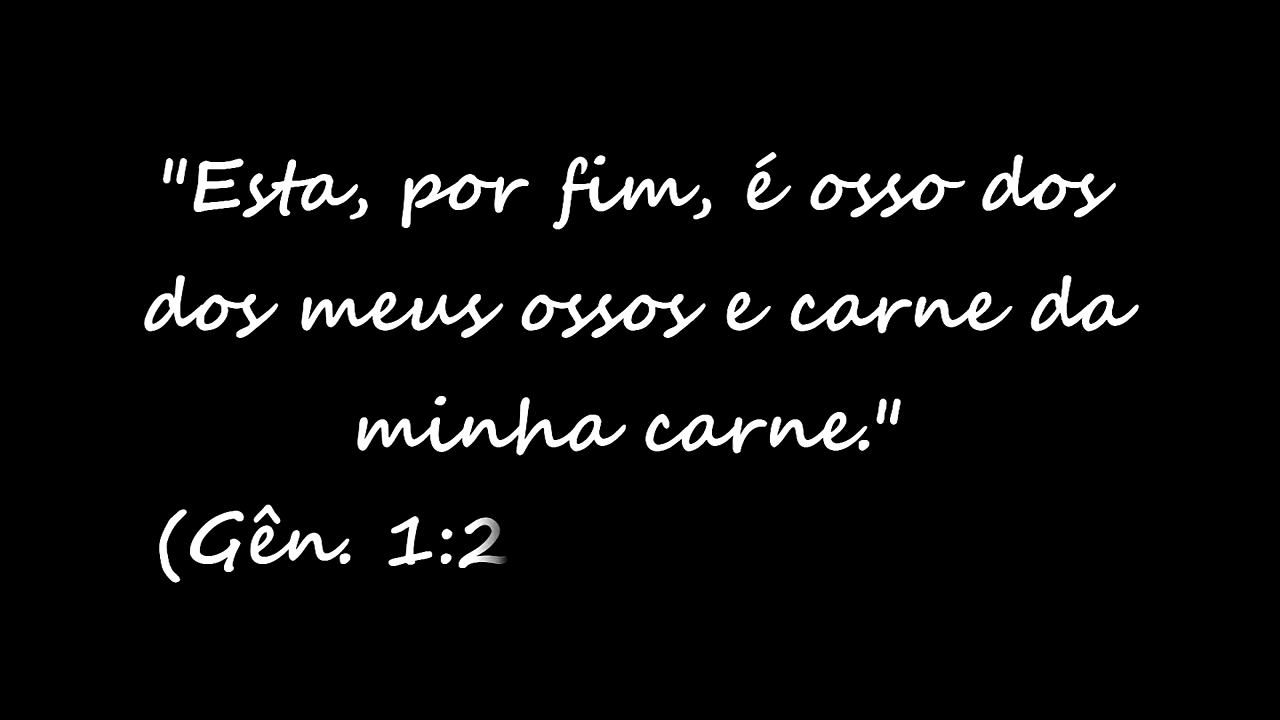 "Esta, por fim, é osso dos
dos meus ossos e carne da
minha carne."
(Gên. 1:2